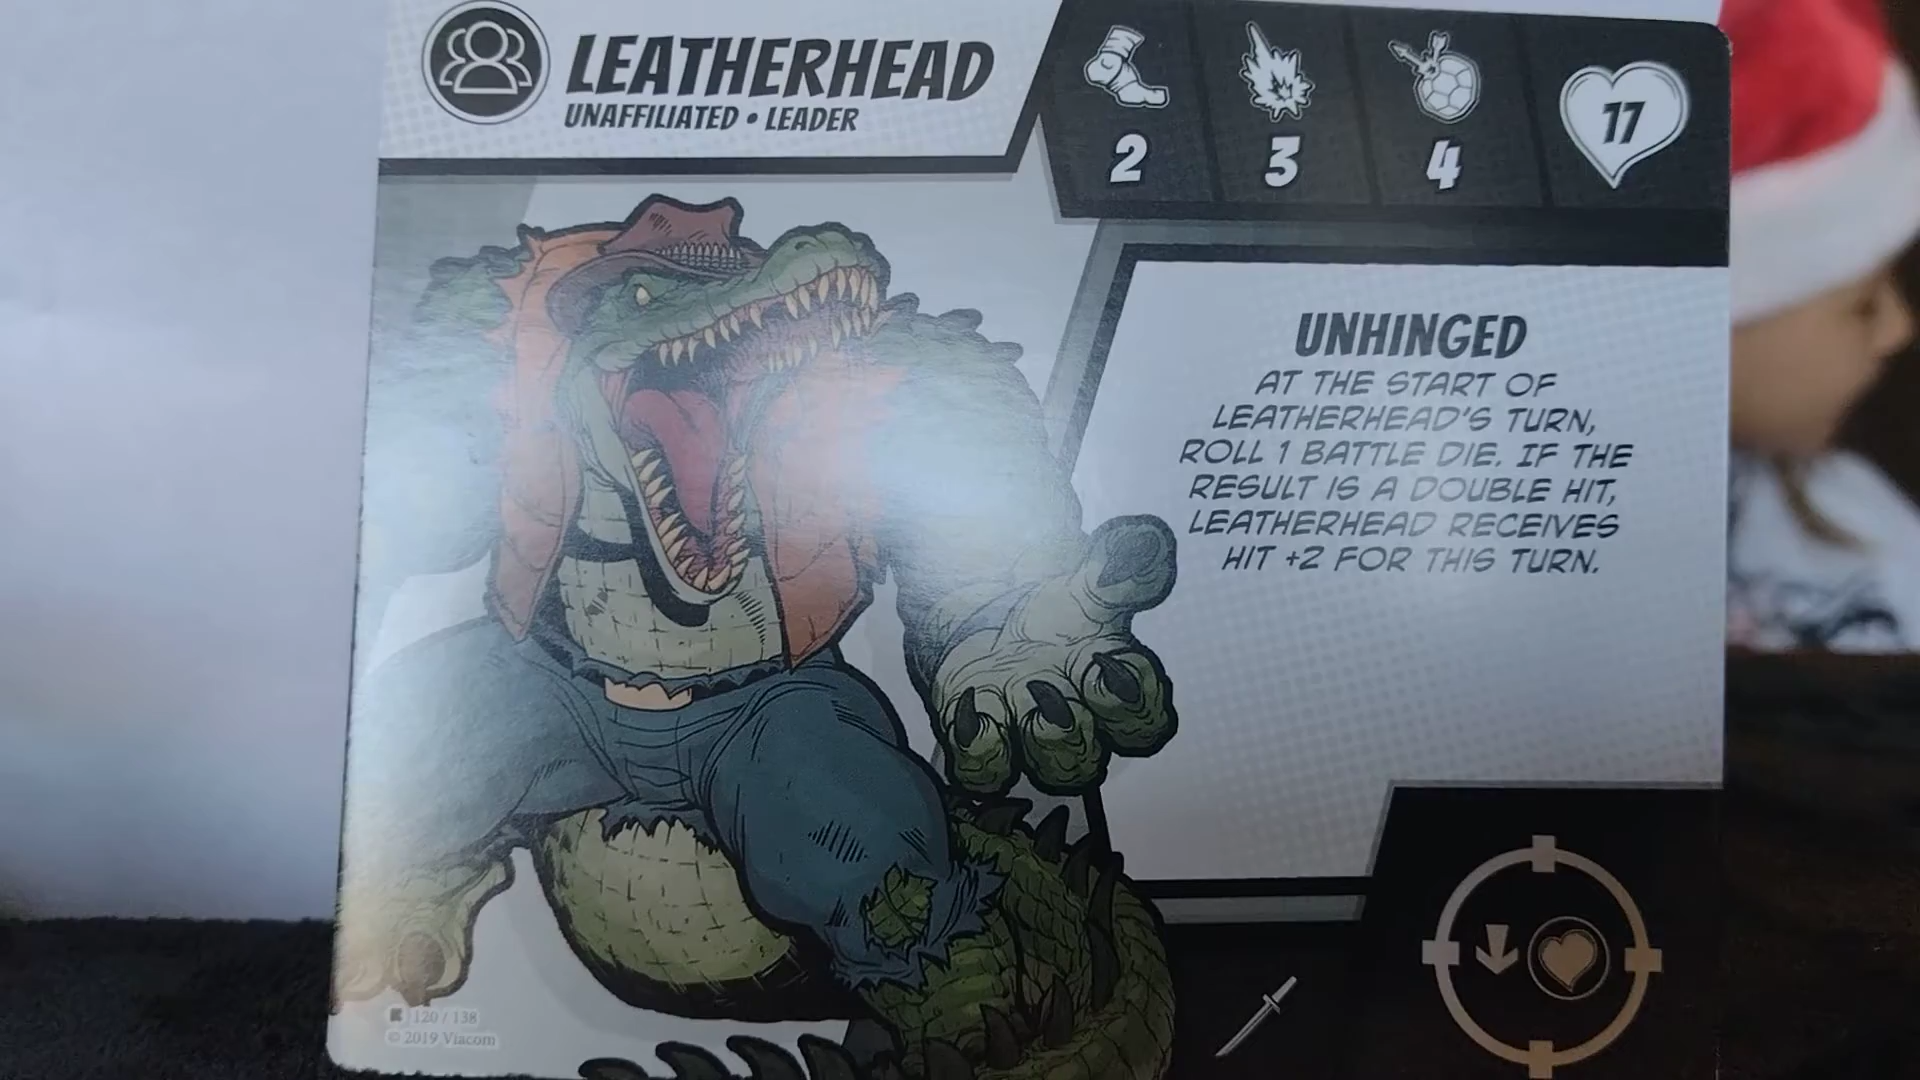 LEATHERHEAD
UNAFFILIATED • LEADER
2 3 4 17
UNHINGED
AT THE START OF
LEATHERHEAD'S TURN,
ROLL 1 BATTLE DIE. IF THE
RESULT IS A DOUBLE HIT,
LEATHERHEAD RECEIVES
HIT +2 FOR THIS TURN.
K 120 / 138
© 2019 Viacom